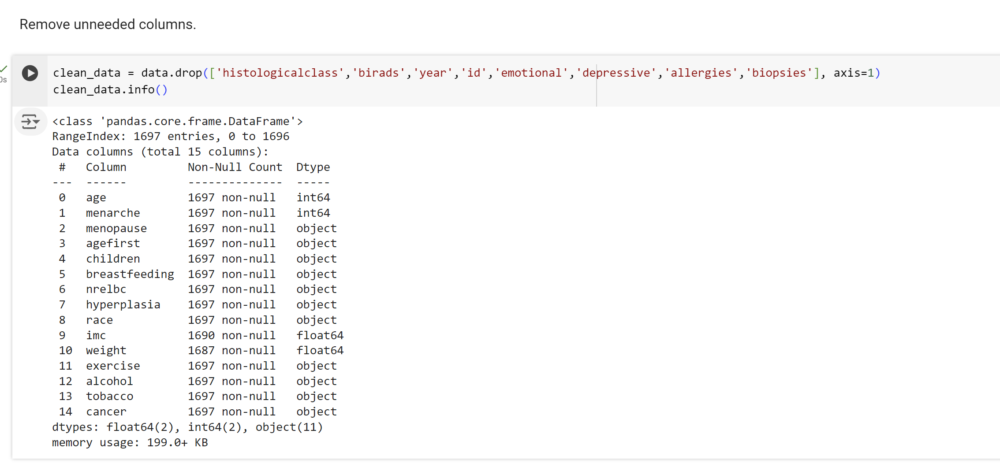 Remove unneeded columns.
clean_data = data.drop(['histologicalclass','birads','year','id','emotional','depressive','allergies','biopsies'], axis=1)
0s
clean_data.info()
<class 'pandas.core.frame.DataFrame'>
RangeIndex: 1697 entries, 0 to 1696
Data columns (total 15 columns):
 #   Column         Non-Null Count  Dtype
---  ------         --------------  -----
 0   age            1697 non-null   int64
 1   menarche       1697 non-null   int64
 2   menopause      1697 non-null   object
 3   agefirst       1697 non-null   object
 4   children       1697 non-null   object
 5   breastfeeding  1697 non-null   object
 6   nrelbc         1697 non-null   object
 7   hyperplasia    1697 non-null   object
 8   race           1697 non-null   object
 9   imc            1690 non-null   float64
 10  weight         1687 non-null   float64
 11  exercise       1697 non-null   object
 12  alcohol        1697 non-null   object
 13  tobacco        1697 non-null   object
 14  cancer         1697 non-null   object
dtypes: float64(2), int64(2), object(11)
memory usage: 199.0+ KB